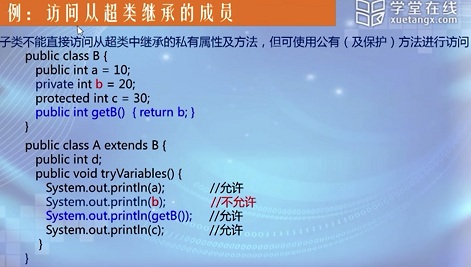 例：访问从超类继承的成员
学堂在线
xuetangx.com
子类不能直接访问从超类中继承的私有属性及方法，但可使用公有（及保护）方法进行访问
public class B {
public int a = 10;
private int b = 20;
protected int c = 30;
public int getB() { return b; }
}
public class A extends B {
public int d;
public void tryVariables() {
System.out.println(a); //允许
System.out.println(b); //不允许
System.out.println(getB()); //允许
System.out.println(c); //允许
}
}